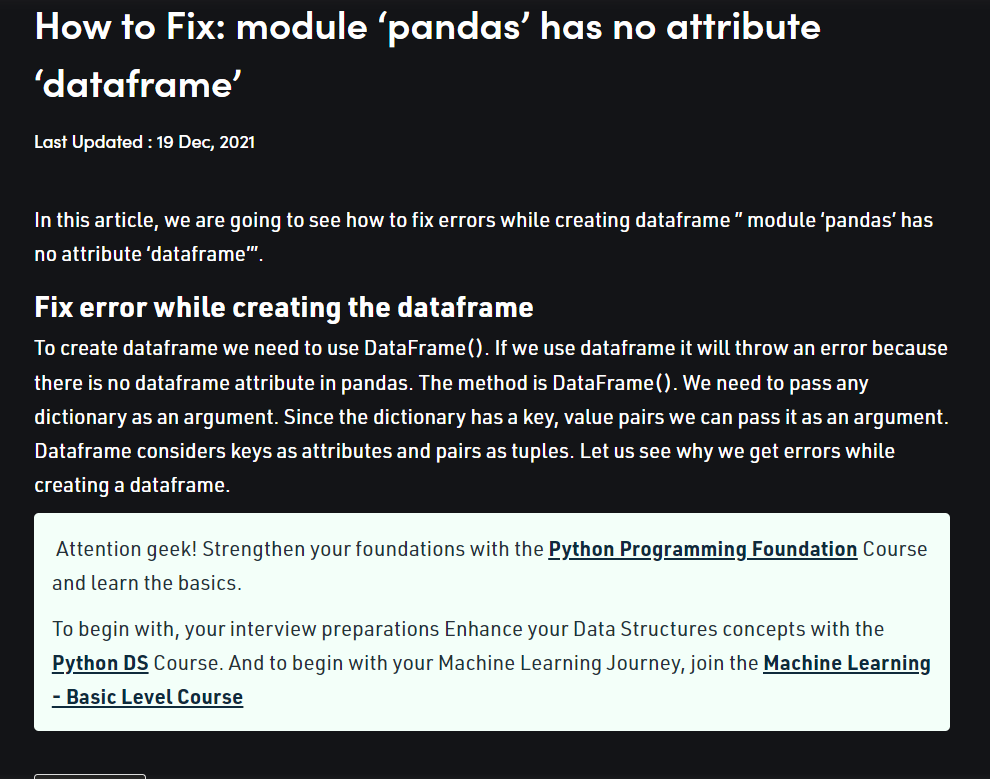 How to Fix: module ‘pandas’ has no attribute
‘dataframe’
Last Updated : 19 Dec, 2021
In this article, we are going to see how to fix errors while creating dataframe ” module ‘pandas’ has
no attribute ‘dataframe’”.
Fix error while creating the dataframe
To create dataframe we need to use DataFrame(). If we use dataframe it will throw an error because
there is no dataframe attribute in pandas. The method is DataFrame(). We need to pass any
dictionary as an argument. Since the dictionary has a key, value pairs we can pass it as an argument.
Dataframe considers keys as attributes and pairs as tuples. Let us see why we get errors while
creating a dataframe.
Attention geek! Strengthen your foundations with the Python Programming Foundation Course
and learn the basics.
To begin with, your interview preparations Enhance your Data Structures concepts with the
Python DS Course. And to begin with your Machine Learning Journey, join the Machine Learning
- Basic Level Course